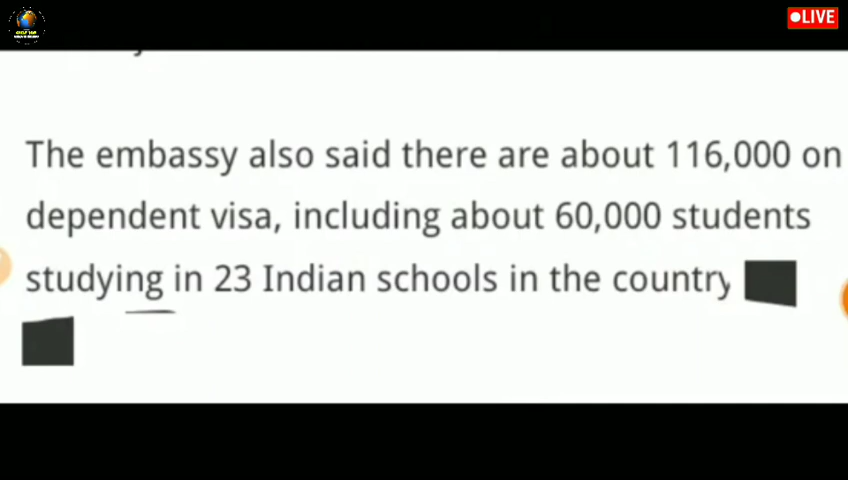 LIVE
The embassy also said there are about 116,000 on
dependent visa, including about 60,000 students
studying in 23 Indian schools in the country